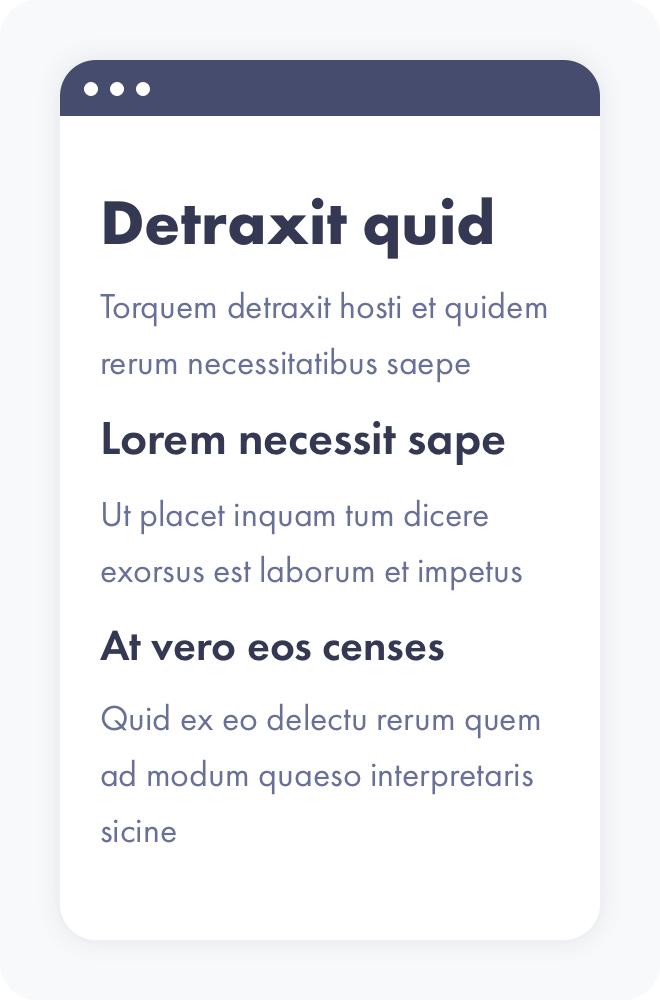 Detraxit quid
Torquem detraxit hosti et quidem
rerum necessitatibus saepe
Lorem necessit sape
Ut placet inquam tum dicere
exorsus est laborum et impetus
At vero eos censes
Quid ex eo delectu rerum quem
ad modum quaeso interpretaris
sicine